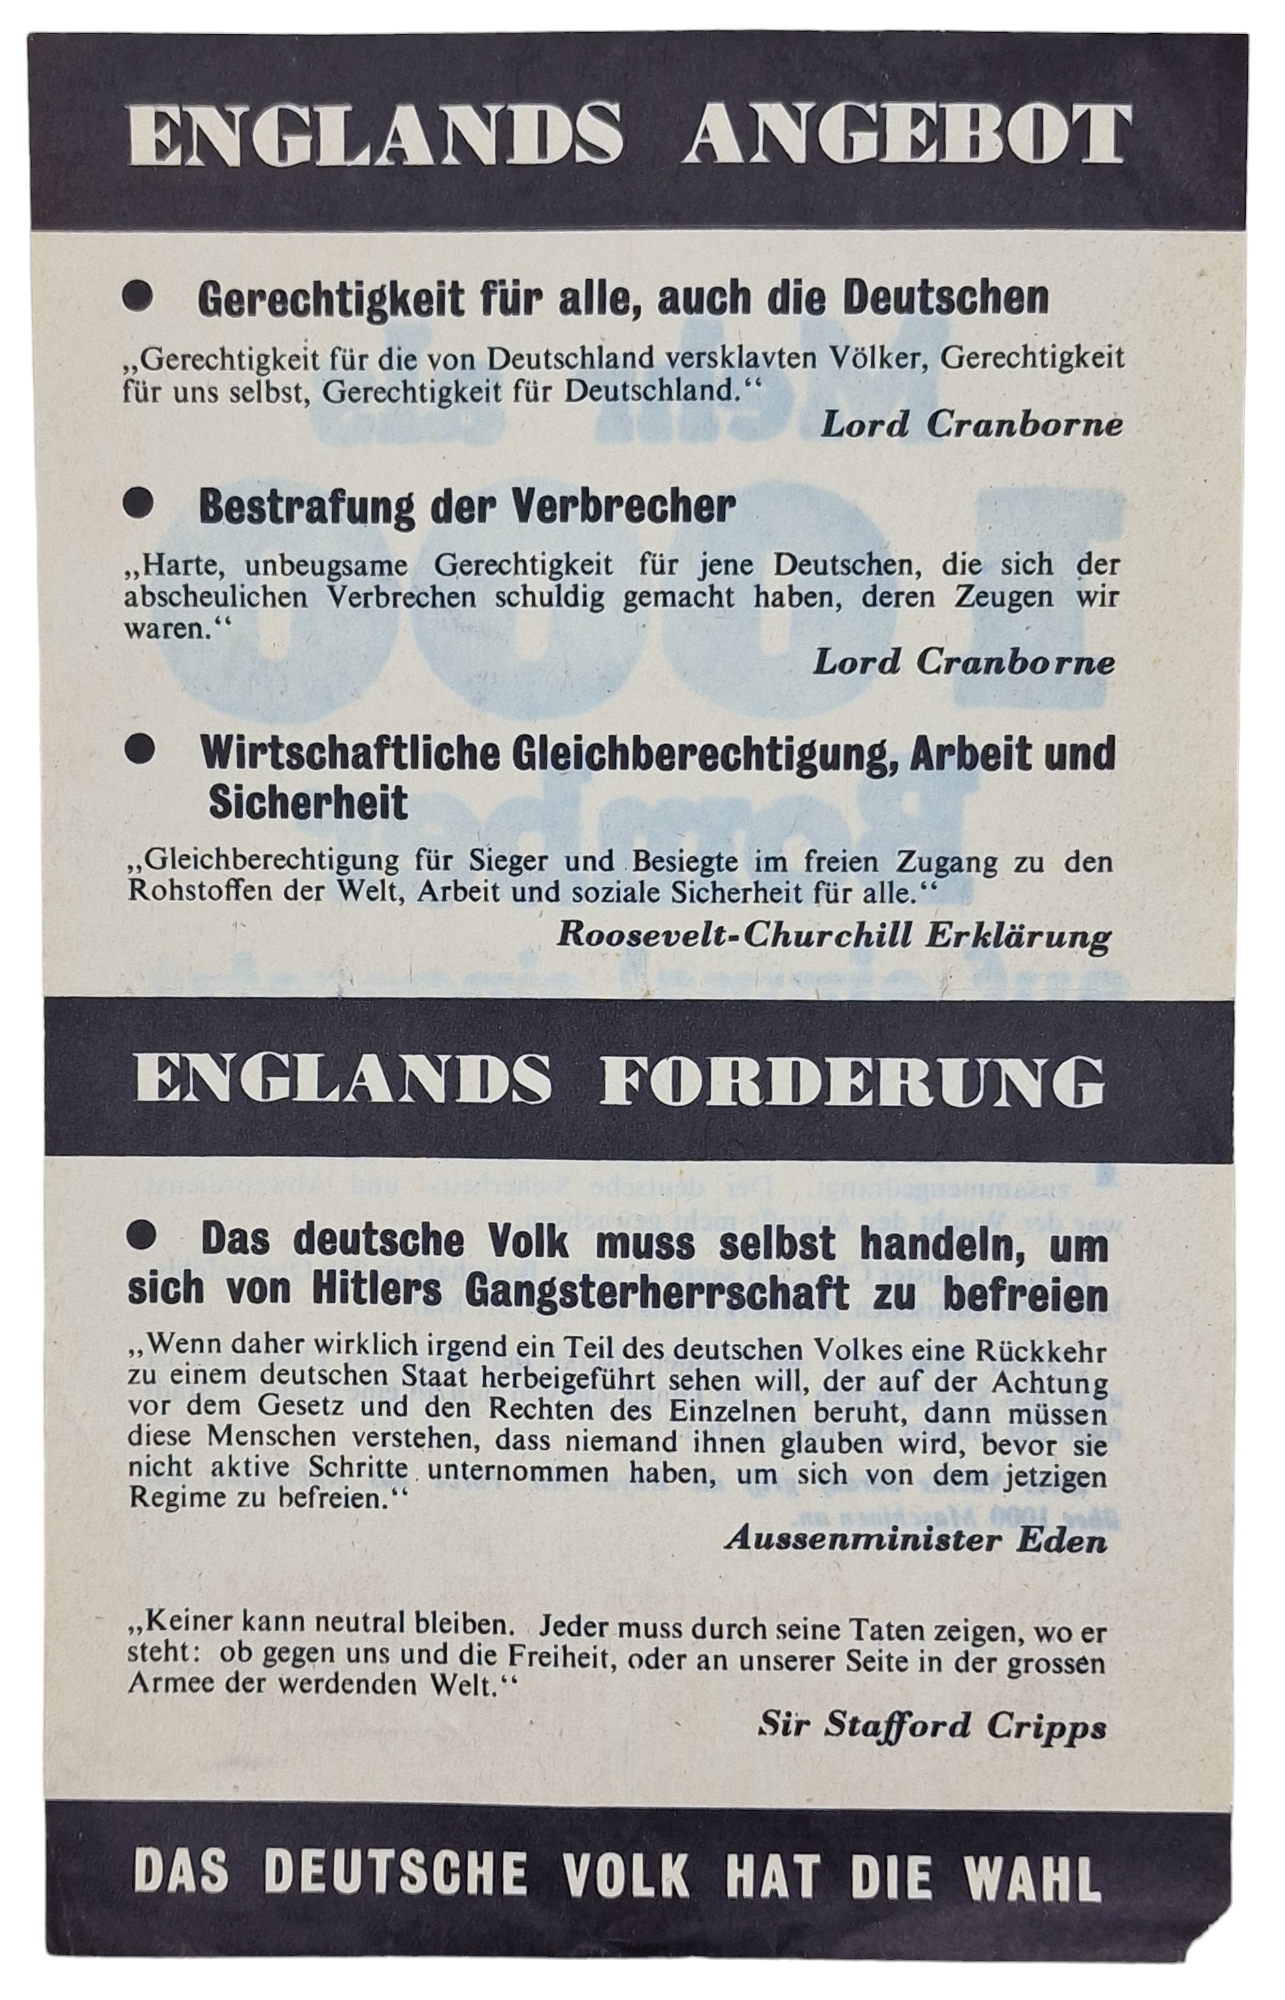 ENGLANDS ANGEBOT
● Gerechtigkeit für alle, auch die Deutschen
„Gerechtigkeit für die von Deutschland versklavten Völker, Gerechtigkeit
für uns selbst, Gerechtigkeit für Deutschland.“
Lord Cranborne
● Bestrafung der Verbrecher
„Harte, unbeugsame Gerechtigkeit für jene Deutschen, die sich der
abscheulichen Verbrechen schuldig gemacht haben, deren Zeugen wir
waren.“
Lord Cranborne
● Wirtschaftliche Gleichberechtigung, Arbeit und
Sicherheit
„Gleichberechtigung für Sieger und Besiegte im freien Zugang zu den
Rohstoffen der Welt, Arbeit und soziale Sicherheit für alle.“
Roosevelt-Churchill Erklärung
ENGLANDS FORDERUNG
● Das deutsche Volk muss selbst handeln, um
sich von Hitlers Gangsterherrschaft zu befreien
„Wenn daher wirklich irgend ein Teil des deutschen Volkes eine Rückkehr
zu einem deutschen Staat herbeigeführt sehen will, der auf der Achtung
vor dem Gesetz und den Rechten des Einzelnen beruht, dann müssen
diese Menschen verstehen, dass niemand ihnen glauben wird, bevor sie
nicht aktive Schritte unternommen haben, um sich von dem jetzigen
Regime zu befreien.“
Aussenminister Eden
„Keiner kann neutral bleiben. Jeder muss durch seine Taten zeigen, wo er
steht: ob gegen uns und die Freiheit, oder an unserer Seite in der grossen
Armee der werdenden Welt.“
Sir Stafford Cripps
DAS DEUTSCHE VOLK HAT DIE WAHL